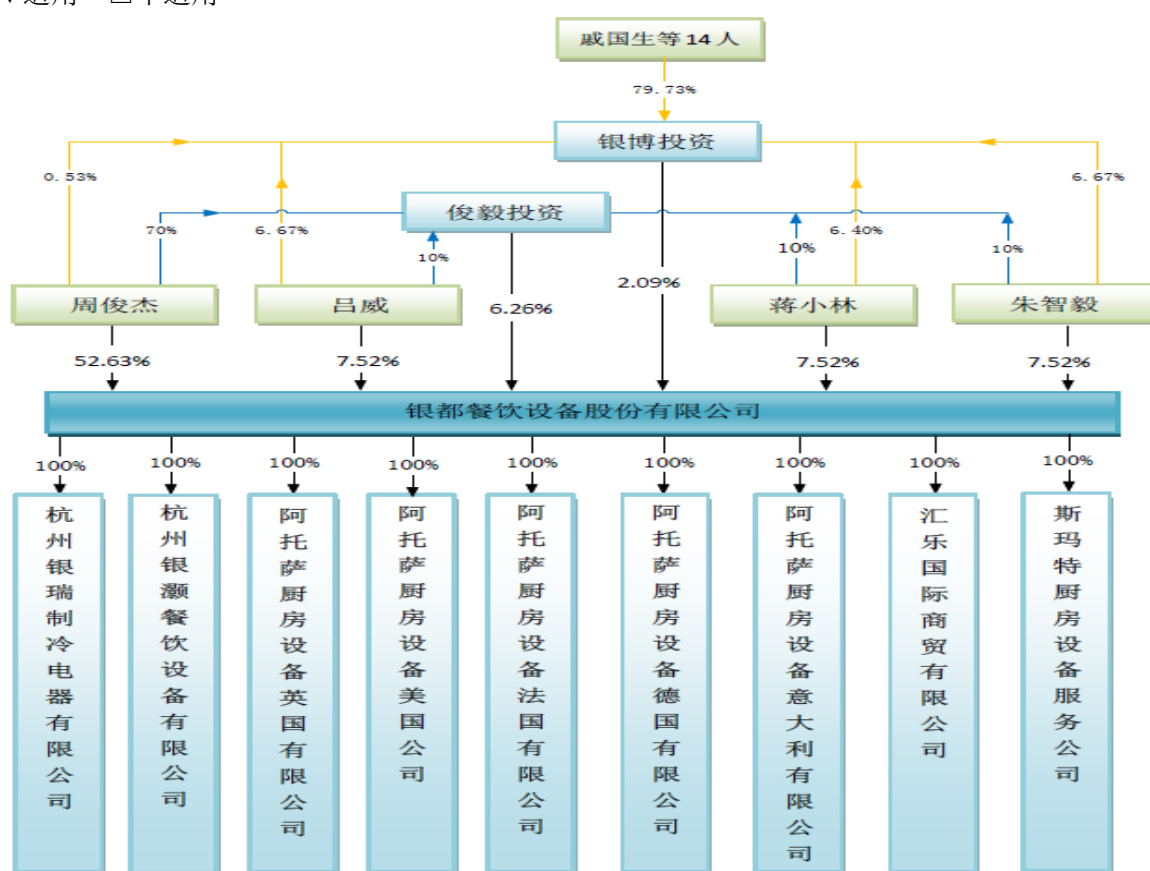 戚国生等14人
79.73%
银博投资
0.53%
6.67%
俊毅投资
70%
6.67%
10%
10%
6.40%
10%
2.09%
6.26%
周俊杰
吕威
蒋小林
朱智毅
52.63%
7.52%
7.52%
7.52%
银都餐饮设备股份有限公司
100%
100%
100%
100%
100%
100%
100%
100%
100%
杭州银瑞制冷电器有限公司
杭州银灏餐饮设备有限公司
阿托萨厨房设备英国有限公司
阿托萨厨房设备美国公司
阿托萨厨房设备法国有限公司
阿托萨厨房设备德国有限公司
阿托萨厨房设备意大利有限公司
汇乐国际商贸有限公司
斯玛特厨房设备服务公司